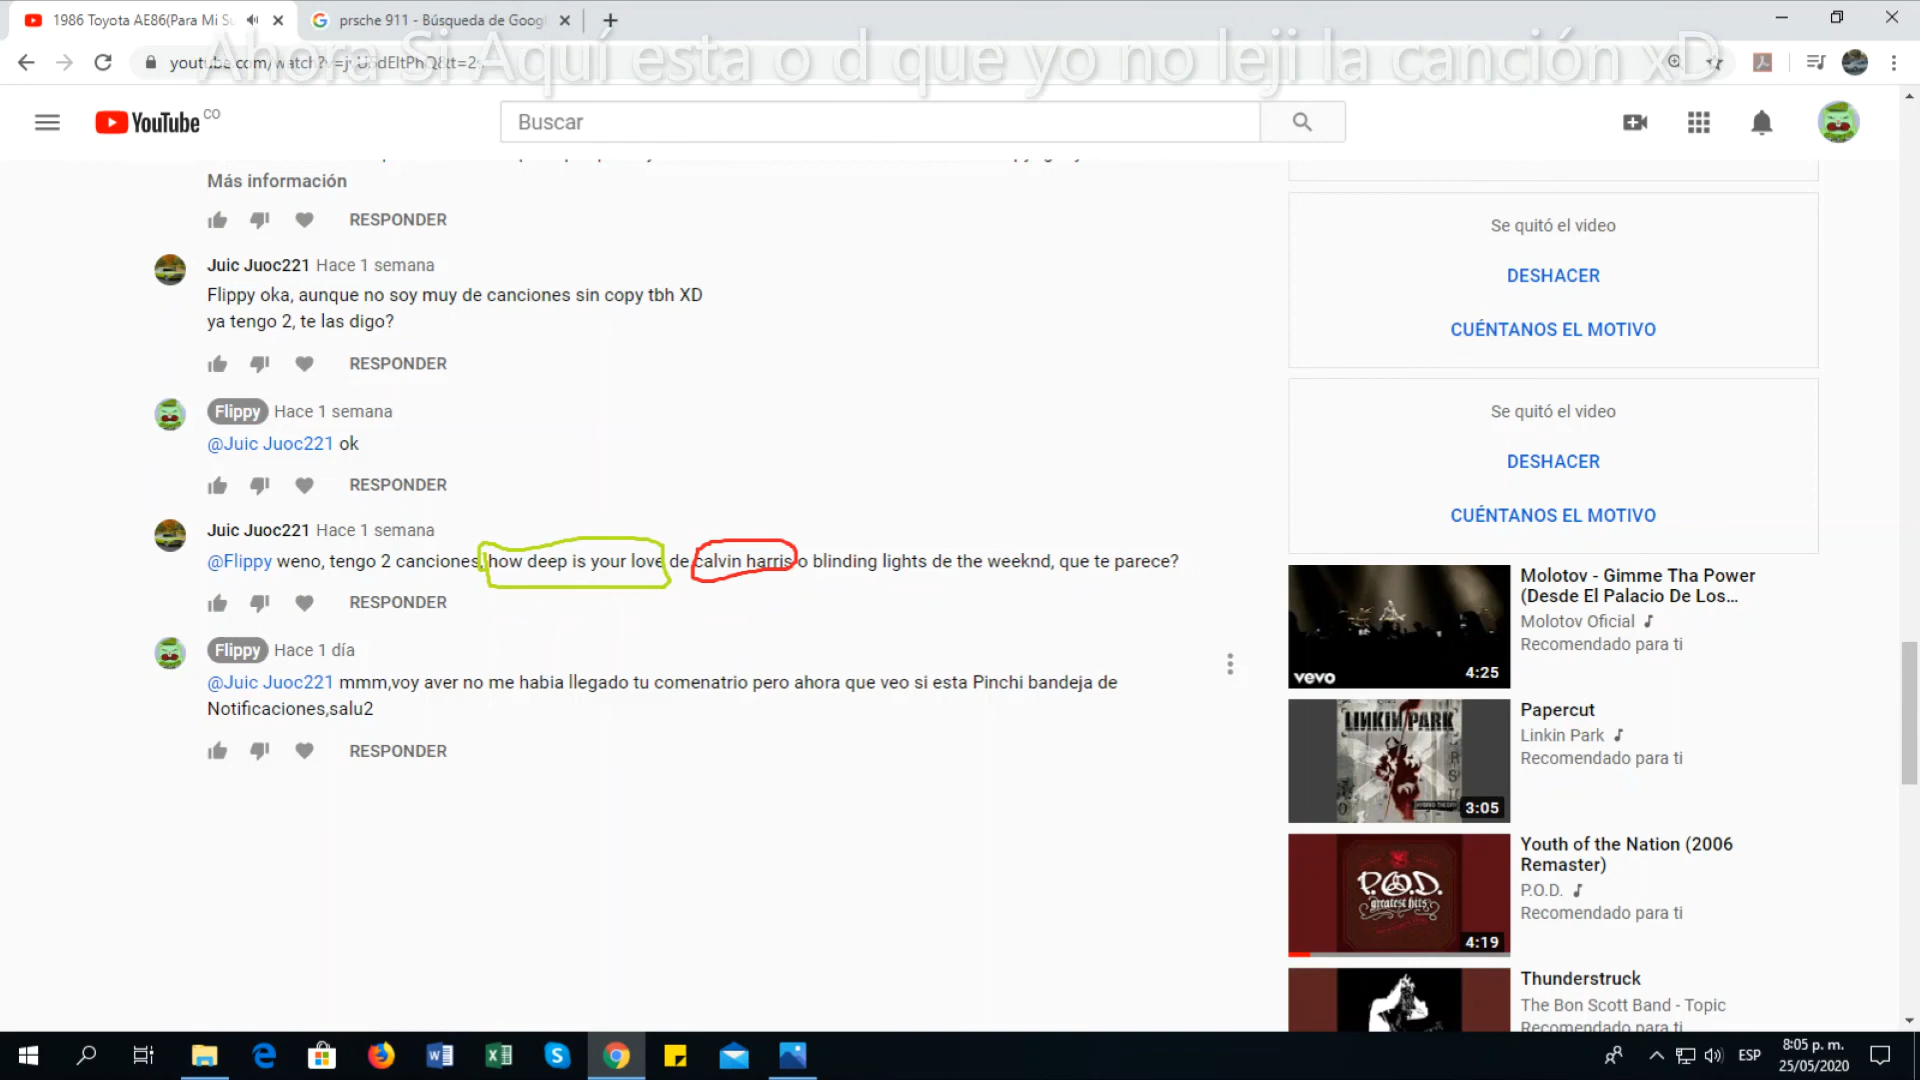 1986 Toyota AE86(Para Mi Su
prsche 911 - Búsqueda de Googl
Ahora Si Aquí esta o d que yo no leji la canción xD
youtube.com/watch?v=
YouTube CO
Buscar
Más información
RESPONDER
Juic Juoc221 Hace 1 semana
Flippy oka, aunque no soy muy de canciones sin copy tbh XD
ya tengo 2, te las digo?
RESPONDER
Flippy Hace 1 semana
@Juic Juoc221 ok
RESPONDER
Juic Juoc221 Hace 1 semana
@Flippy weno, tengo 2 canciones, how deep is your love de calvin harris o blinding lights de the weeknd, que te parece?
RESPONDER
Flippy Hace 1 día
@Juic Juoc221 mmm,voy aver no me habia llegado tu comenatrio pero ahora que veo si esta Pinchi bandeja de
Notificaciones,salu2
RESPONDER
Se quitó el video
DESHACER
CUÉNTANOS EL MOTIVO
Se quitó el video
DESHACER
CUÉNTANOS EL MOTIVO
vevo
4:25
Molotov - Gimme Tha Power
(Desde El Palacio De Los...
Molotov Oficial
Recomendado para ti
LINKIN PARK
3:05
Papercut
Linkin Park
Recomendado para ti
P.O.D.
greatest hits
4:19
Youth of the Nation (2006
Remaster)
P.O.D.
Recomendado para ti
Thunderstruck
The Bon Scott Band - Topic
Recomendado para ti
ESP
8:05 p. m.
25/05/2020